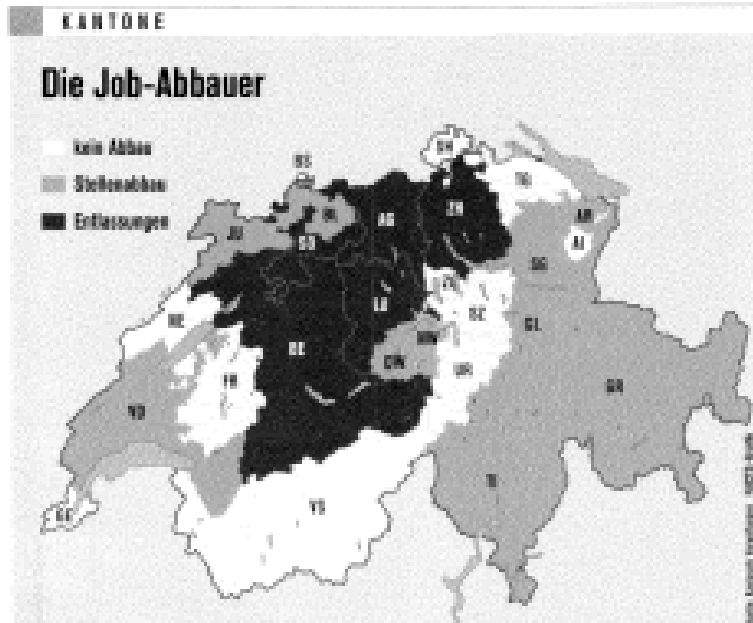 KANTONE
Die Job-Abbauer
kein Abbau
Stellenabbau
Entlassungen
SH
BS
TG
BL
AG
ZH
AR
JU
SO
AI
SG
ZG
NE
LU
SZ
GL
BE
NW
OW
UR
FR
GR
VD
TI
VS
GE